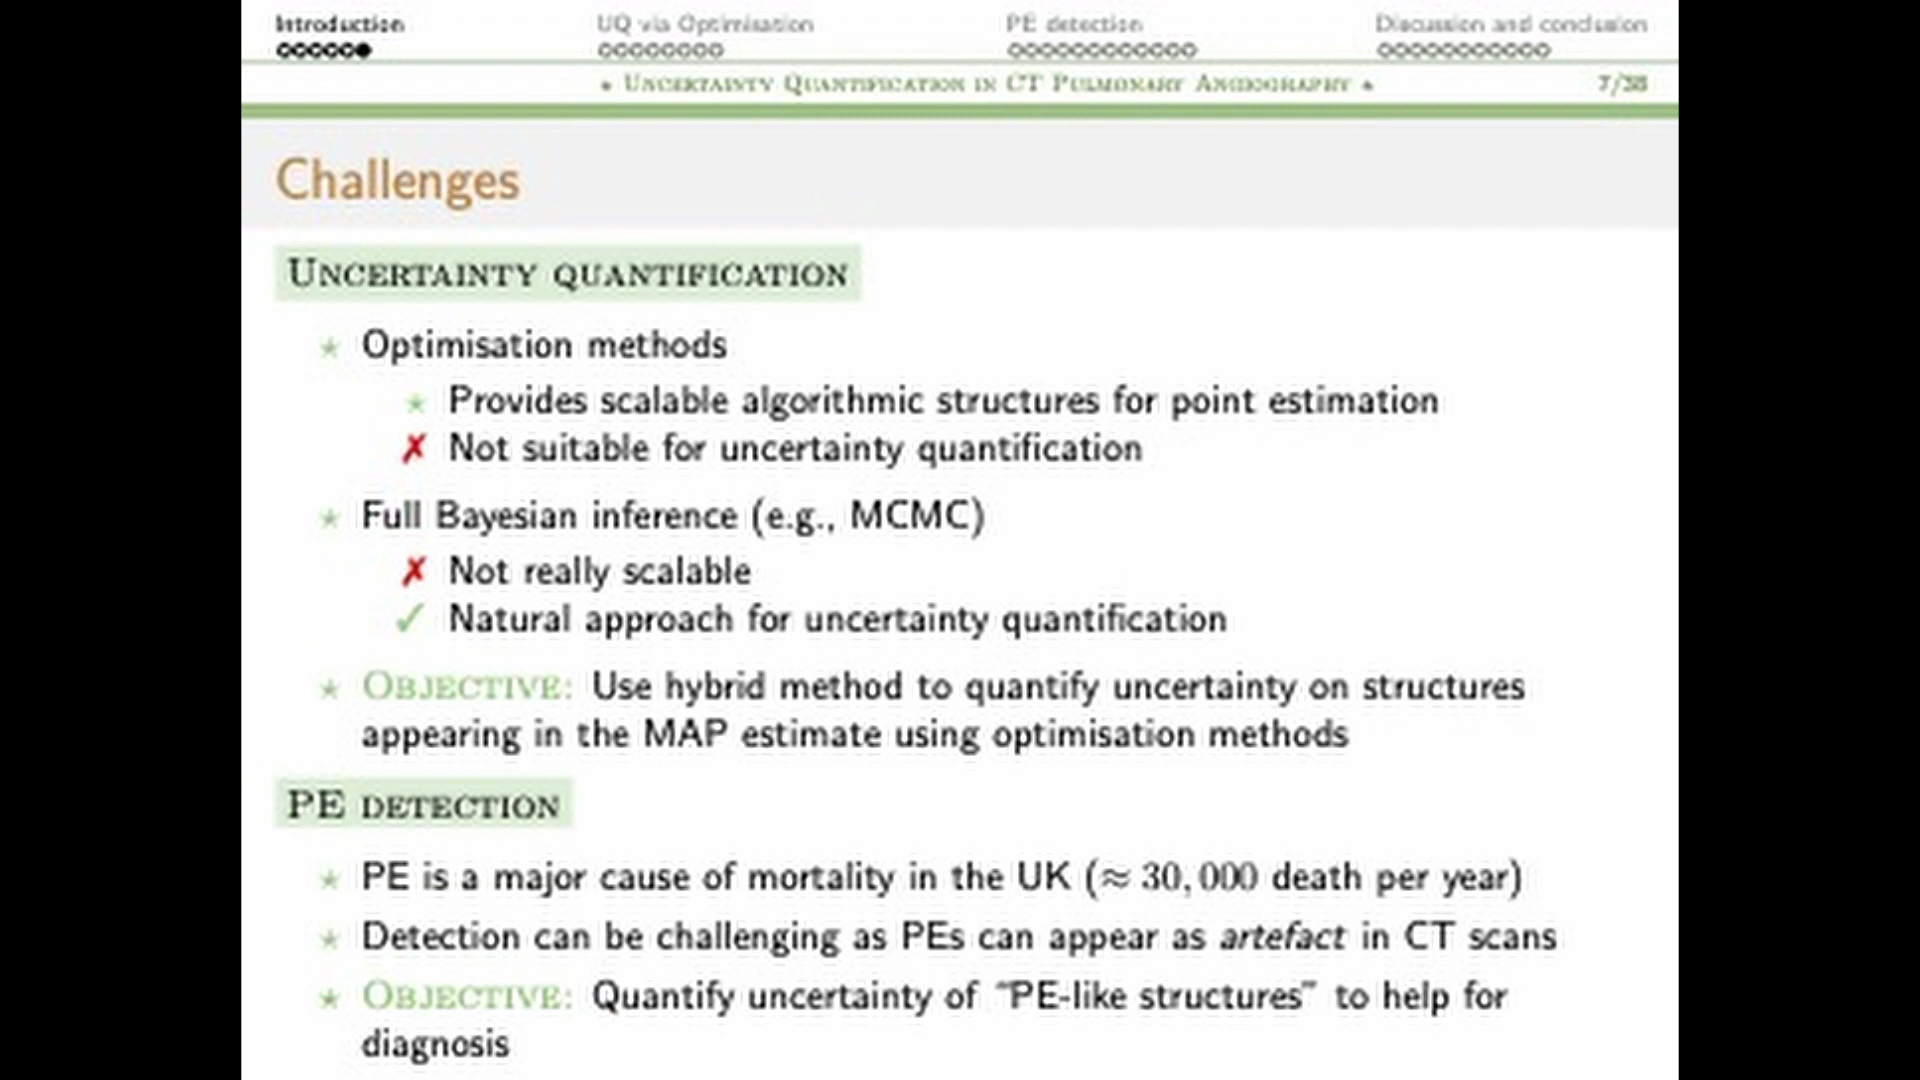 Introduction UQ via Optimisation PE detection Discussion and conclusion
Uncertainty Quantification in CT Pulmonary Angiography 7/38
Challenges
Uncertainty quantification
Optimisation methods
Provides scalable algorithmic structures for point estimation
✗ Not suitable for uncertainty quantification
Full Bayesian inference (e.g., MCMC)
✗ Not really scalable
✓ Natural approach for uncertainty quantification
Objective: Use hybrid method to quantify uncertainty on structures
appearing in the MAP estimate using optimisation methods
PE detection
PE is a major cause of mortality in the UK (≈ 30,000 death per year)
Detection can be challenging as PEs can appear as artefact in CT scans
Objective: Quantify uncertainty of "PE-like structures" to help for
diagnosis